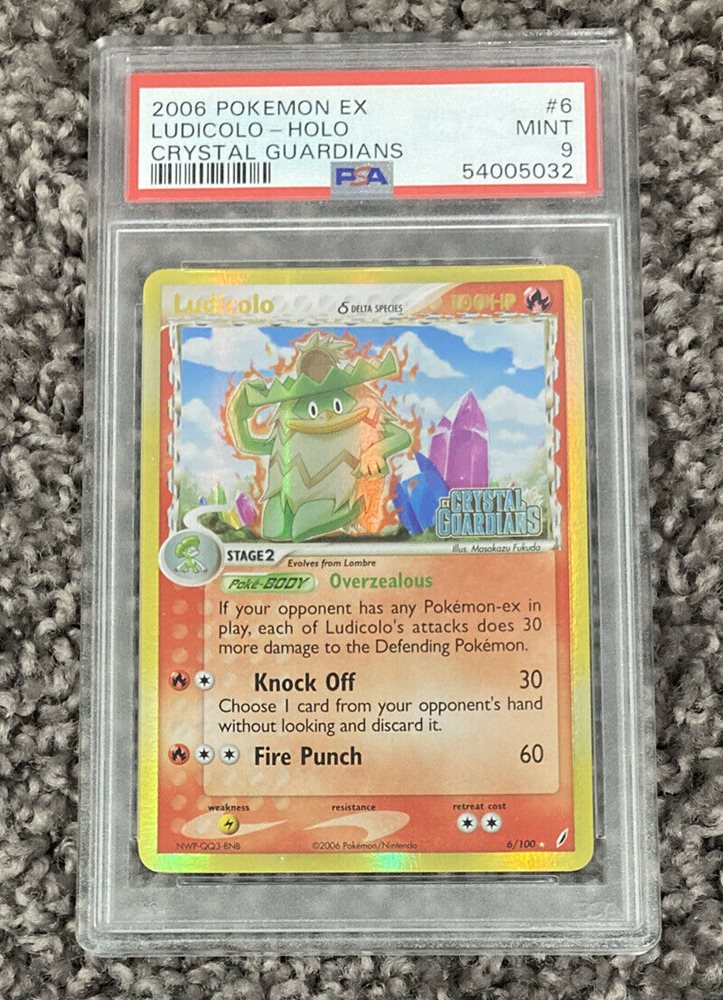 2006 POKEMON EX #6
LUDICOLO – HOLO MINT
CRYSTAL GUARDIANS 9
PSA 54005032
Ludicolo δ DELTA SPECIES 100 HP
EX CRYSTAL
GUARDIANS
Illus. Masakazu Fukuda
STAGE 2
Evolves from Lombre
Poké-BODY Overzealous
If your opponent has any Pokémon-ex in
play, each of Ludicolo's attacks does 30
more damage to the Defending Pokémon.
Knock Off 30
Choose 1 card from your opponent's hand
without looking and discard it.
Fire Punch 60
weakness resistance retreat cost
NWP-QQ3-8NB ©2006 Pokémon/Nintendo 6/100 ★